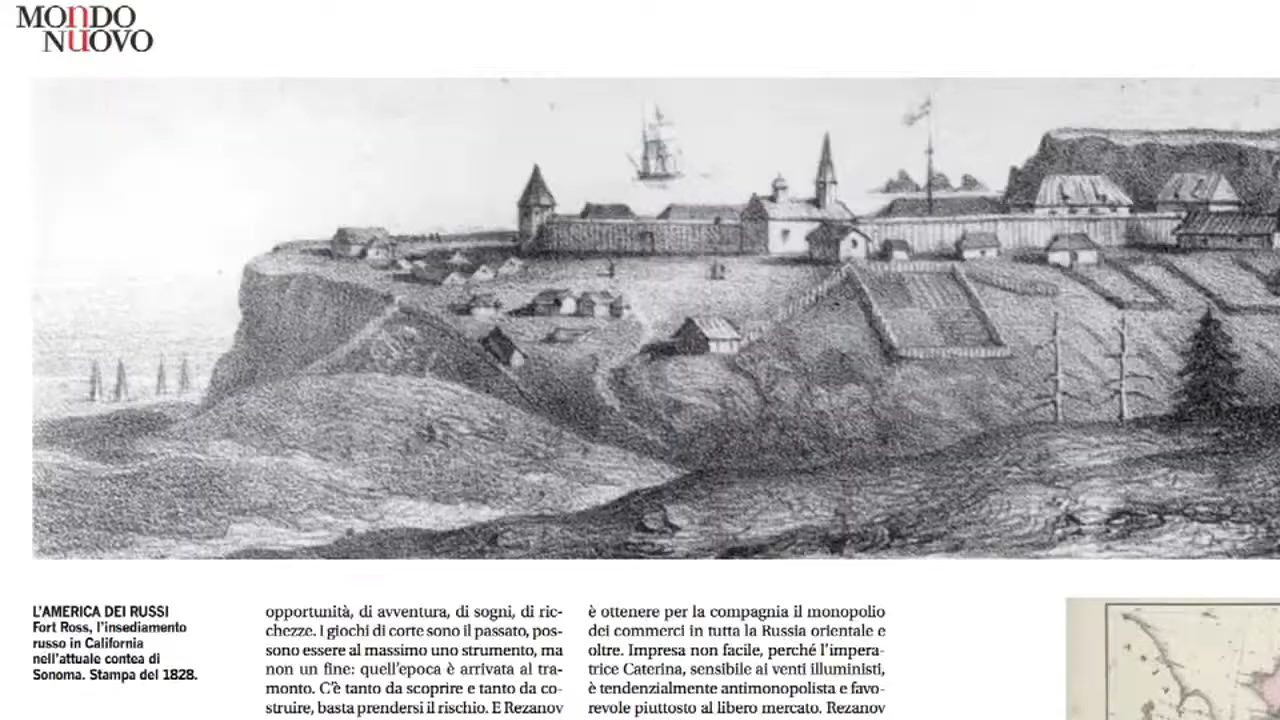 MONDO
NUOVO
L'AMERICA DEI RUSSI
Fort Ross, l'insediamento
russo in California
nell'attuale contea di
Sonoma. Stampa del 1828.
opportunità, di avventura, di sogni, di ric-
chezze. I giochi di corte sono il passato, pos-
sono essere al massimo uno strumento, ma
non un fine: quell'epoca è arrivata al tra-
monto. C'è tanto da scoprire e tanto da co-
struire, basta prendersi il rischio. E Rezanov
è ottenere per la compagnia il monopolio
dei commerci in tutta la Russia orientale e
oltre. Impresa non facile, perché l'impera-
trice Caterina, sensibile ai venti illuministi,
è tendenzialmente antimonopolista e favo-
revole piuttosto al libero mercato. Rezanov